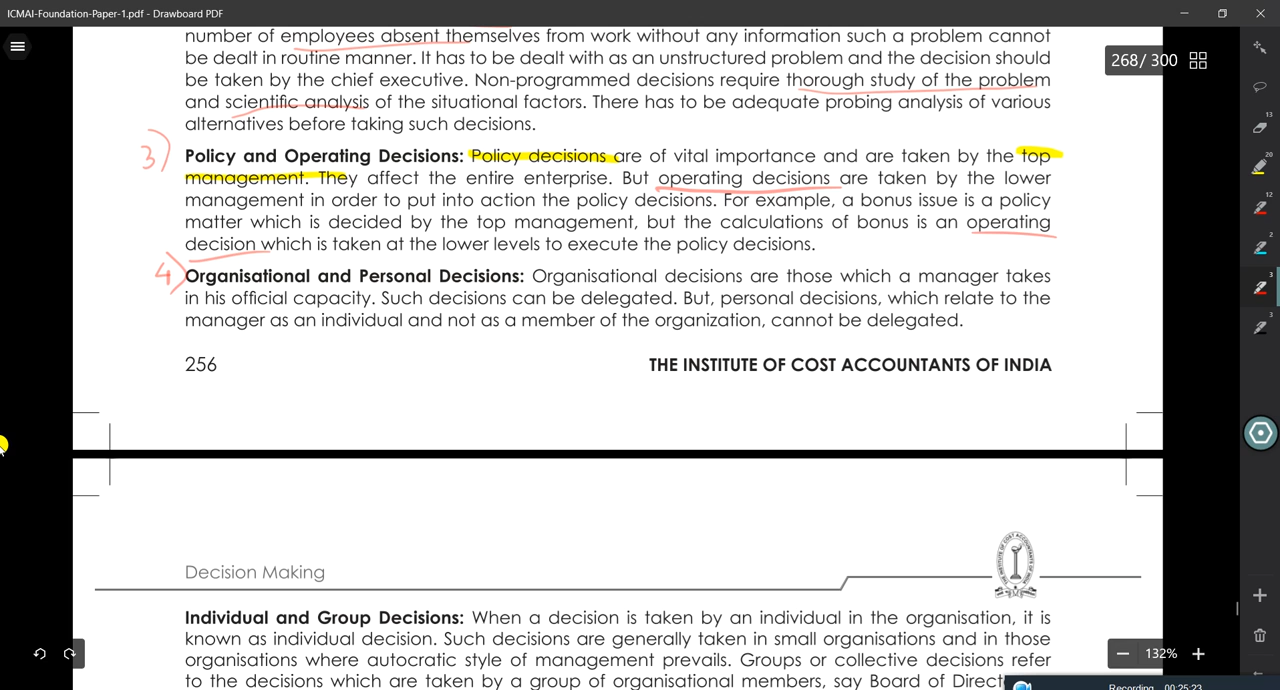 ICMAI-Foundation-Paper-1.pdf - Drawboard PDF
number of employees absent themselves from work without any information such a problem cannot
be dealt in routine manner. It has to be dealt with as an unstructured problem and the decision should
be taken by the chief executive. Non-programmed decisions require thorough study of the problem
and scientific analysis of the situational factors. There has to be adequate probing analysis of various
alternatives before taking such decisions.
268/ 300
3)
Policy and Operating Decisions: Policy decisions are of vital importance and are taken by the top
management. They affect the entire enterprise. But operating decisions are taken by the lower
management in order to put into action the policy decisions. For example, a bonus issue is a policy
matter which is decided by the top management, but the calculations of bonus is an operating
decision which is taken at the lower levels to execute the policy decisions.
4)
Organisational and Personal Decisions: Organisational decisions are those which a manager takes
in his official capacity. Such decisions can be delegated. But, personal decisions, which relate to the
manager as an individual and not as a member of the organization, cannot be delegated.
256
THE INSTITUTE OF COST ACCOUNTANTS OF INDIA
Decision Making
Individual and Group Decisions: When a decision is taken by an individual in the organisation, it is
known as individual decision. Such decisions are generally taken in small organisations and in those
organisations where autocratic style of management prevails. Groups or collective decisions refer
to the decisions which are taken by a group of organisational members, say Board of
132%
Recording 00:25:23
13
20
12
2
3
3